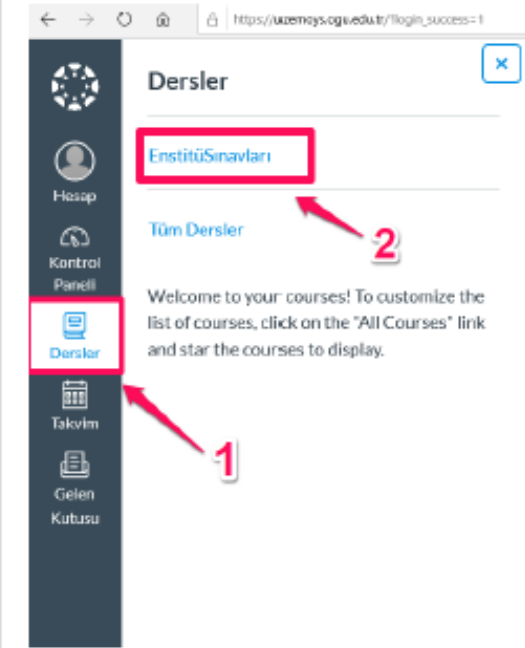 https://uzemoys.ogu.edu.tr/?login_success=1
Dersler
×
EnstitüSınavları
2
Tüm Dersler
Welcome to your courses! To customize the
list of courses, click on the "All Courses" link
and star the courses to display.
Hesap
Kontrol
Paneli
Dersler
1
Takvim
Gelen
Kutusu